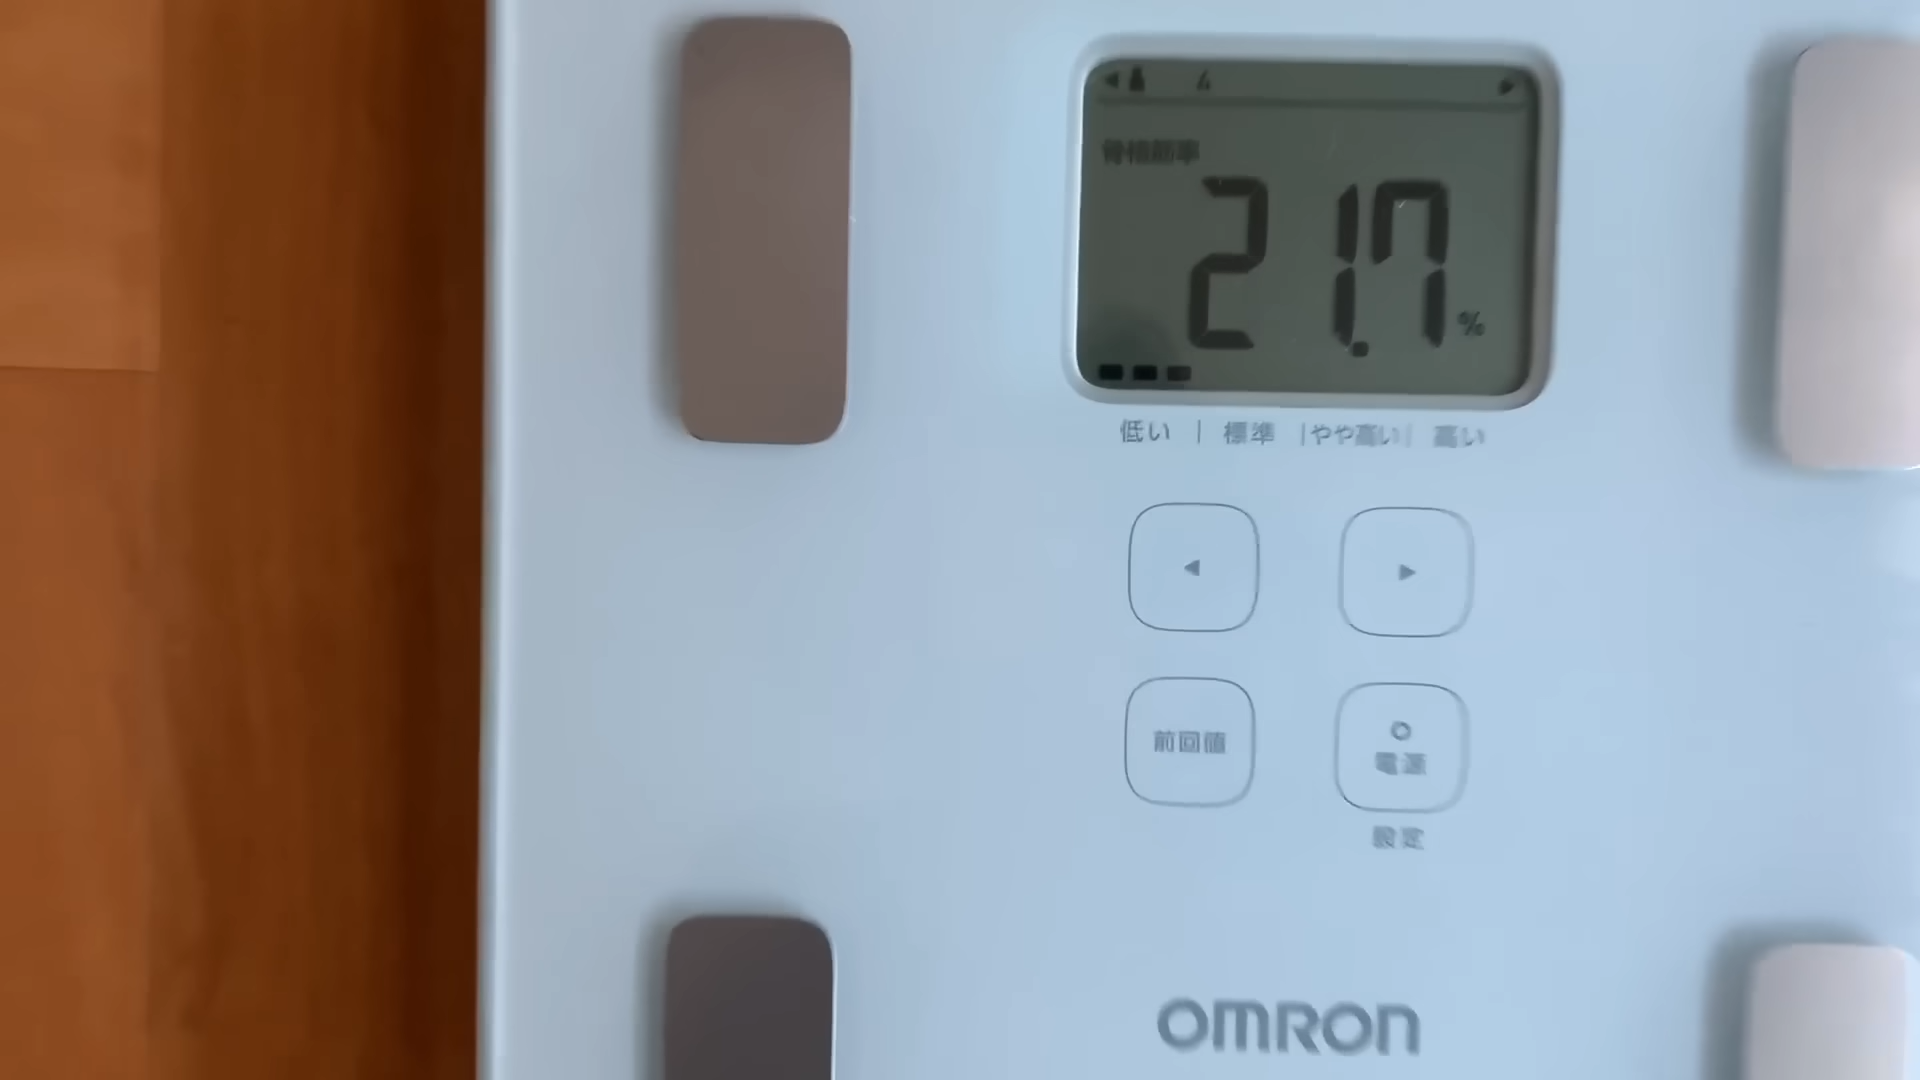 4
骨格筋率
21.7%
低い | 標準 | やや高い | 高い
◀ ▶
前回値
電源
設定
OMRON